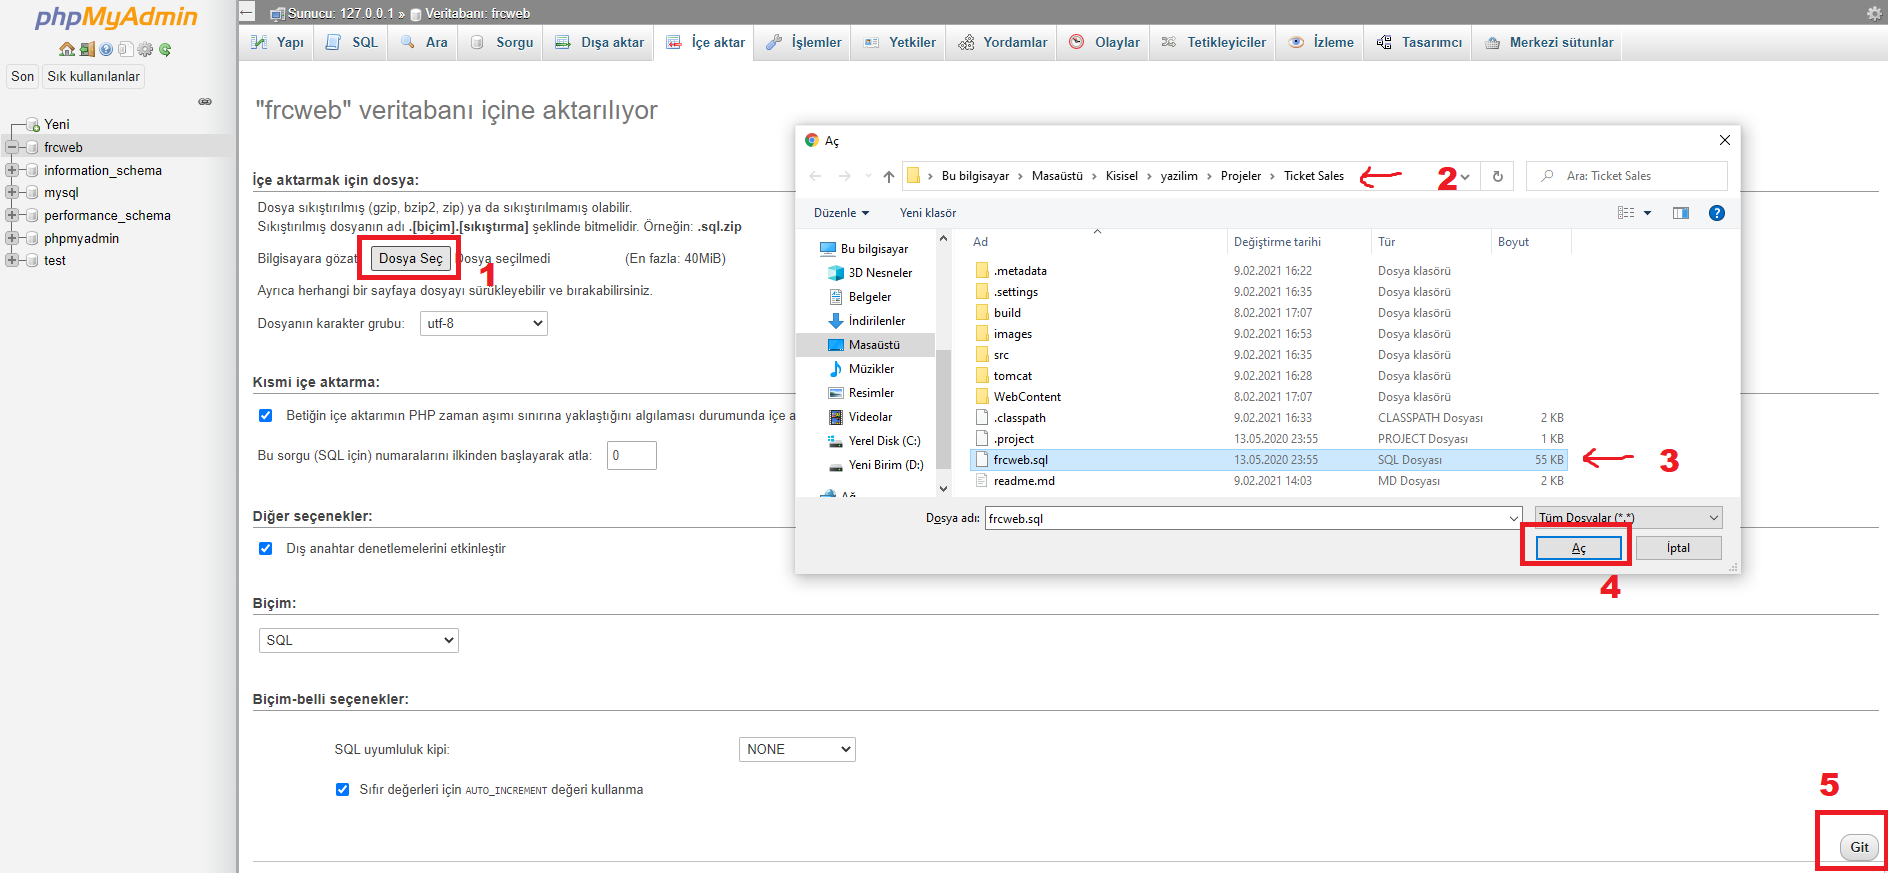 phpMyAdmin
Son
Sık kullanılanlar
Yeni
frcweb
information_schema
mysql
performance_schema
phpmyadmin
test
Sunucu: 127.0.0.1 » Veritabanı: frcweb
Yapı SQL Ara Sorgu Dışa aktar İçe aktar İşlemler Yetkiler Yordamlar Olaylar Tetikleyiciler İzleme Tasarımcı Merkezi sütunlar
"frcweb" veritabanı içine aktarılıyor
İçe aktarmak için dosya:
Dosya sıkıştırılmış (gzip, bzip2, zip) ya da sıkıştırılmamış olabilir.
Sıkıştırılmış dosyanın adı .[biçim].[sıkıştırma] şeklinde bitmelidir. Örneğin: .sql.zip
Bilgisayara gözat Dosya Seç Dosya seçilmedi (En fazla: 40MiB)
1
Ayrıca herhangi bir sayfaya dosyayı sürükleyebilir ve bırakabilirsiniz.
Dosyanın karakter grubu: utf-8
Kısmi içe aktarma:
Betiğin içe aktarımın PHP zaman aşımı sınırına yaklaştığını algılaması durumunda içe a
Bu sorgu (SQL için) numaralarını ilkinden başlayarak atla: 0
Diğer seçenekler:
Dış anahtar denetlemelerini etkinleştir
Biçim:
SQL
Biçim-belli seçenekler:
SQL uyumluluk kipi: NONE
Sıfır değerleri için AUTO_INCREMENT değeri kullanma
5
Git
Aç
Bu bilgisayar › Masaüstü › Kisisel › yazilim › Projeler › Ticket Sales
2
Ara: Ticket Sales
Düzenle Yeni klasör
Bu bilgisayar
3D Nesneler
Belgeler
İndirilenler
Masaüstü
Müzikler
Resimler
Videolar
Yerel Disk (C:)
Yeni Birim (D:)
Ağ
Ad Değiştirme tarihi Tür Boyut
.metadata 9.02.2021 16:22 Dosya klasörü
.settings 9.02.2021 16:35 Dosya klasörü
build 8.02.2021 17:07 Dosya klasörü
images 9.02.2021 16:53 Dosya klasörü
src 9.02.2021 16:35 Dosya klasörü
tomcat 9.02.2021 16:28 Dosya klasörü
WebContent 8.02.2021 17:07 Dosya klasörü
.classpath 9.02.2021 16:33 CLASSPATH Dosyası 2 KB
.project 13.05.2020 23:55 PROJECT Dosyası 1 KB
frcweb.sql 13.05.2020 23:55 SQL Dosyası 55 KB
3
readme.md 9.02.2021 14:03 MD Dosyası 2 KB
Dosya adı: frcweb.sql Tüm Dosyalar (*.*)
Aç İptal
4